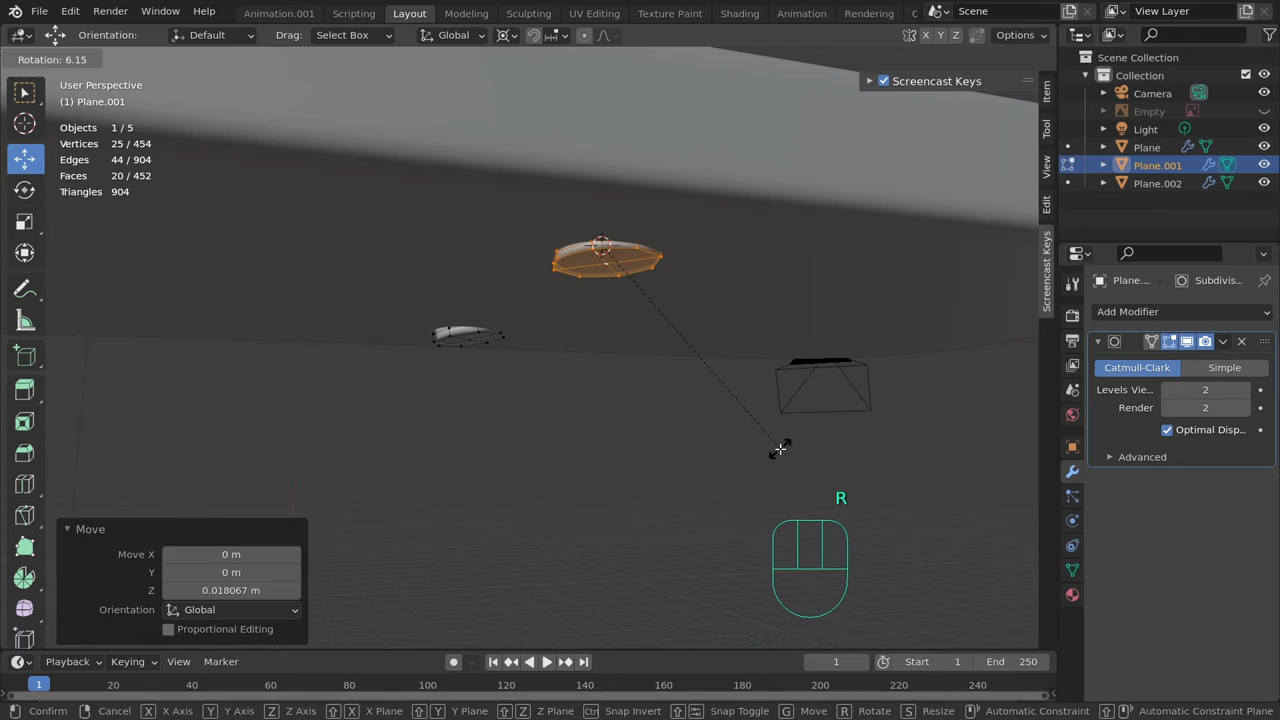 File Edit Render Window Help Animation.001 Scripting Layout Modeling Sculpting UV Editing Texture Paint Shading Animation Rendering Scene View Layer
Default Drag: Select Box Global X Y Z Options
Rotation: 6.15
User Perspective
(1) Plane.001
Objects 1 / 5
Vertices 25 / 454
Edges 44 / 904
Faces 20 / 452
Triangles 904
Screencast Keys
Item
Tool
View
Edit
Screencast Keys
Scene Collection
Collection
Camera
Empty
Light
Plane
Plane.001
Plane.002
Plane.... Subdivis...
Add Modifier
Catmull-Clark Simple
Levels Vie... 2
Render 2
Optimal Disp...
Advanced
R
Move
Move X 0 m
Y 0 m
Z 0.018067 m
Orientation Global
Proportional Editing
Playback Keying View Marker 1 Start 1 End 250
1 20 40 60 80 100 120 140 160 180 200 220 240
Confirm Cancel X X Axis Y Y Axis Z Z Axis X X Plane Y Y Plane Z Z Plane Ctrl Snap Invert Snap Toggle G Move R Rotate S Resize Automatic Constraint Automatic Constraint Plane